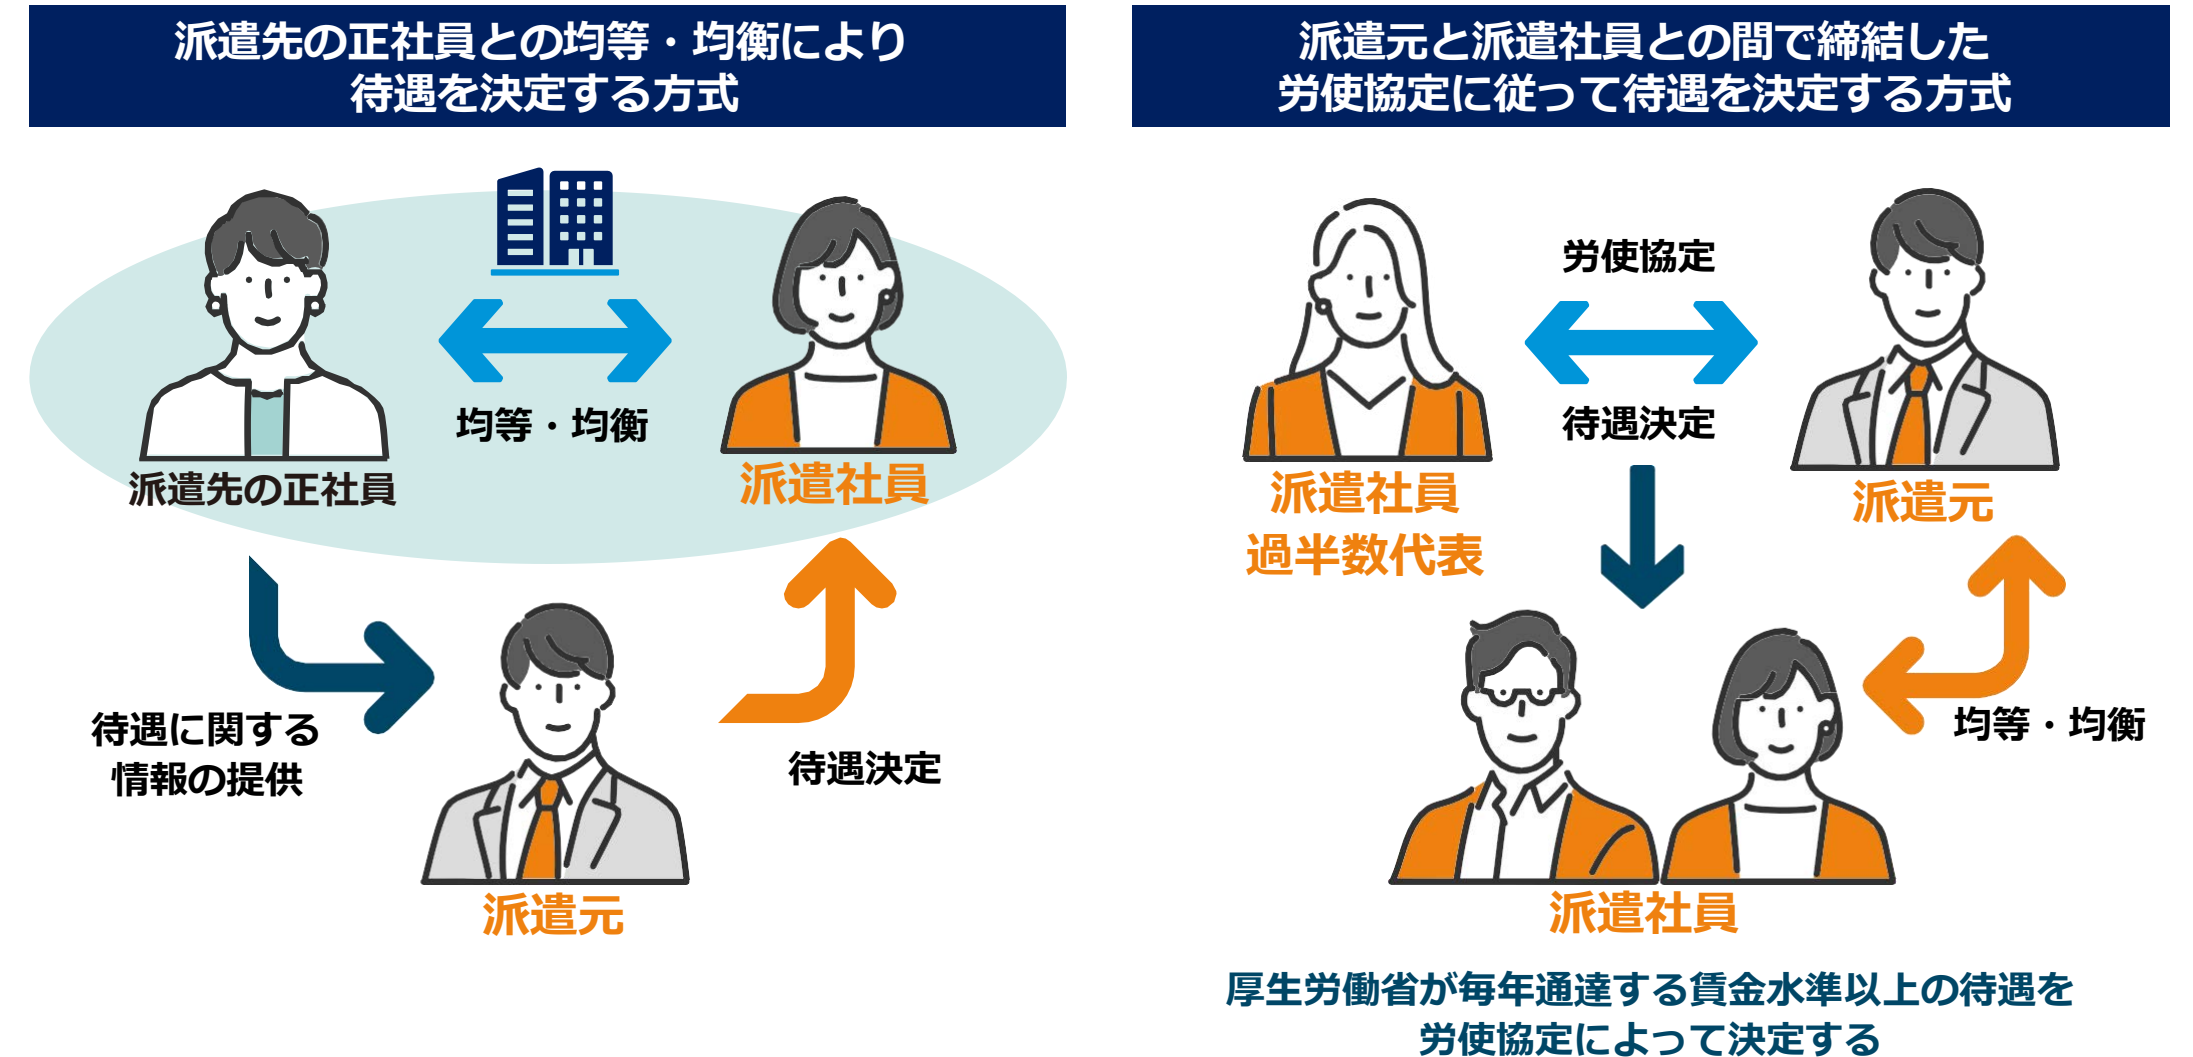 派遣先の正社員との均等・均衡により
待遇を決定する方式
均等・均衡
派遣先の正社員
派遣社員
待遇に関する
情報の提供
待遇決定
派遣元
派遣元と派遣社員との間で締結した
労使協定に従って待遇を決定する方式
労使協定
待遇決定
派遣社員
過半数代表
派遣元
均等・均衡
派遣社員
厚生労働省が毎年通達する賃金水準以上の待遇を
労使協定によって決定する